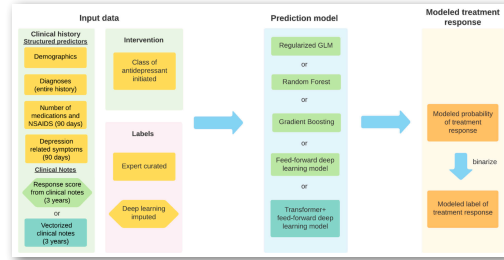 Input data
Prediction model
Modeled treatment
response
Clinical history
Structured predictors
Demographics
Diagnoses
(entire history)
Number of
medications and
NSAIDS (90 days)
Depression
related symptoms
(90 days)
Clinical Notes
Response score
from clinical notes
(3 years)
or
Vectorized
clinical notes
(3 years)
Intervention
Class of
antidepressant
initiated
Labels
Expert curated
Deep learning
imputed
Regularized GLM
or
Random Forest
or
Gradient Boosting
or
Feed-forward deep
learning model
or
Transformer+
feed-forward deep
learning model
Modeled probability
of treatment
response
binarize
Modeled label of
treatment response